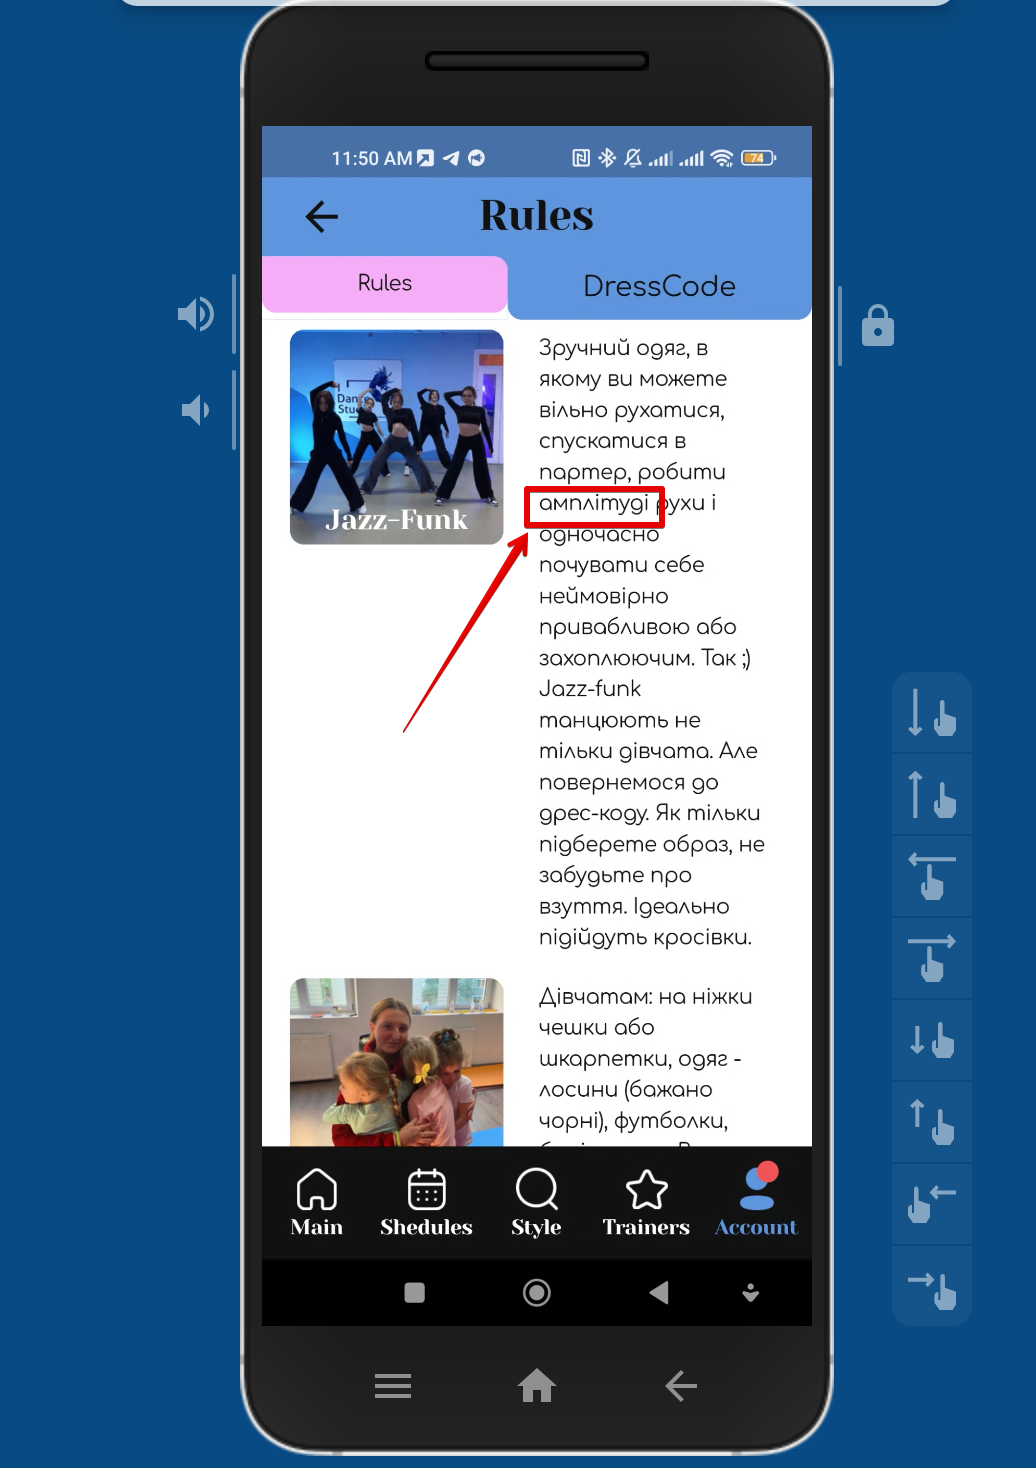 11:50 AM
74
Rules
Rules
DressCode
Dance
Stud
Jazz-Funk
Зручний одяг, в
якому ви можете
вільно рухатися,
спускатися в
партер, робити
амплітуді рухи і
одночасно
почувати себе
неймовірно
привабливою або
захоплюючим. Так ;)
Jazz-funk
танцюють не
тільки дівчата. Але
повернемося до
дрес-коду. Як тільки
підберете образ, не
забудьте про
взуття. Ідеально
підійдуть кросівки.
Дівчатам: на ніжки
чешки або
шкарпетки, одяг -
лосини (бажано
чорні), футболки,
Main
Shedules
Style
Trainers
Account